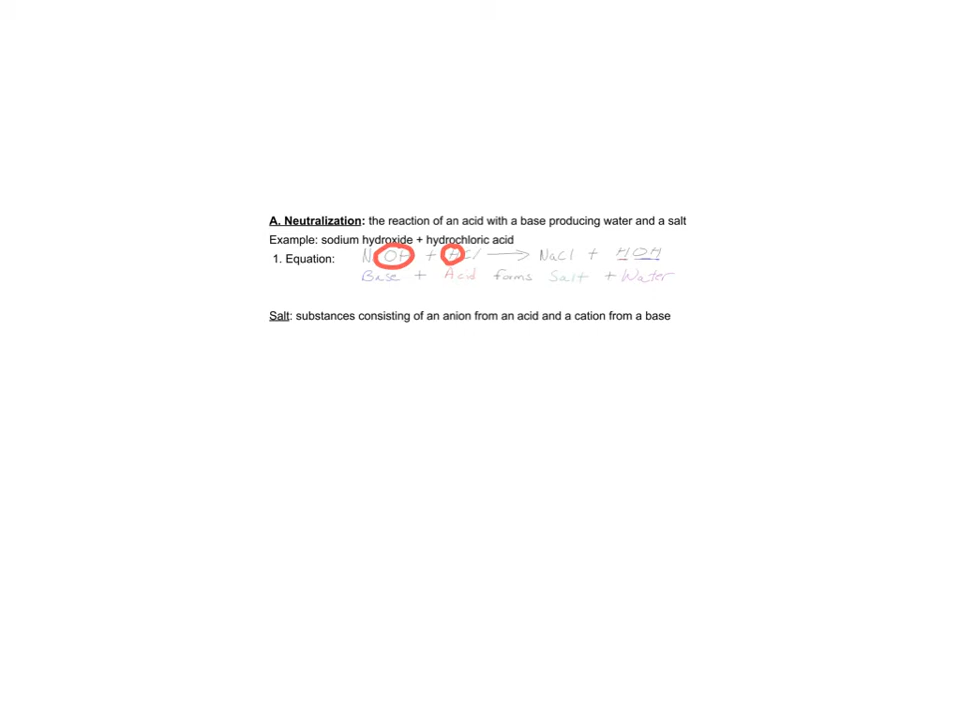 A. Neutralization: the reaction of an acid with a base producing water and a salt
Example: sodium hydroxide + hydrochloric acid
1. Equation: NaOH + HCl → NaCl + HOH
Base + Acid forms Salt + Water
Salt: substances consisting of an anion from an acid and a cation from a base